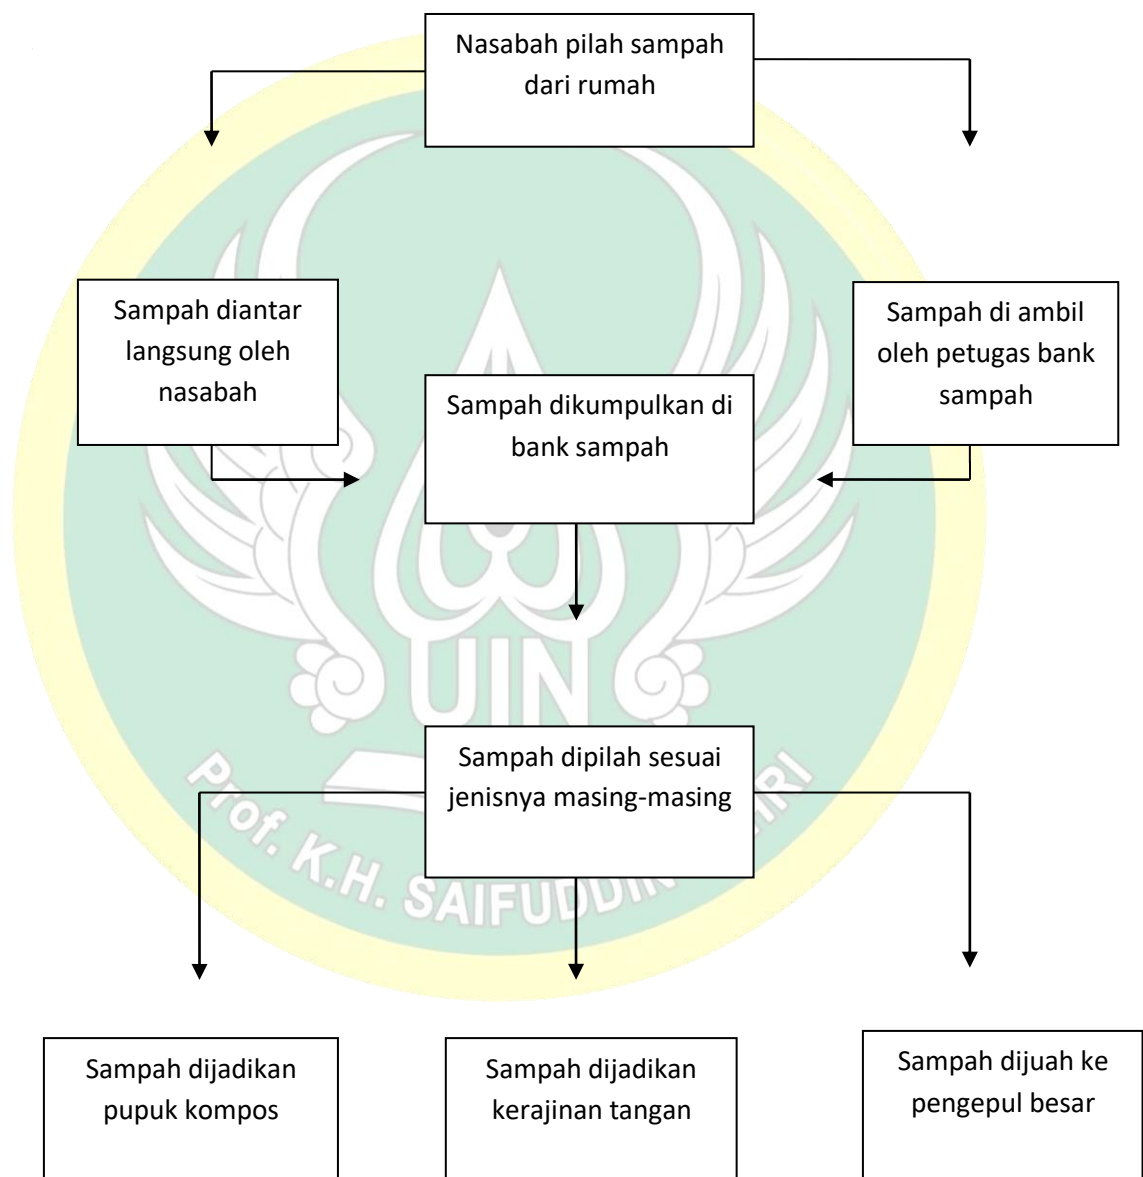 Nasabah pilah sampah
dari rumah
Sampah diantar
langsung oleh
nasabah
Sampah di ambil
oleh petugas bank
sampah
Sampah dikumpulkan di
bank sampah
UIN
Sampah dipilah sesuai
jenisnya masing-masing
Prof. K.H. SAIFUDDIN
Sampah dijadikan
pupuk kompos
Sampah dijadikan
kerajinan tangan
Sampah dijuah ke
pengepul besar